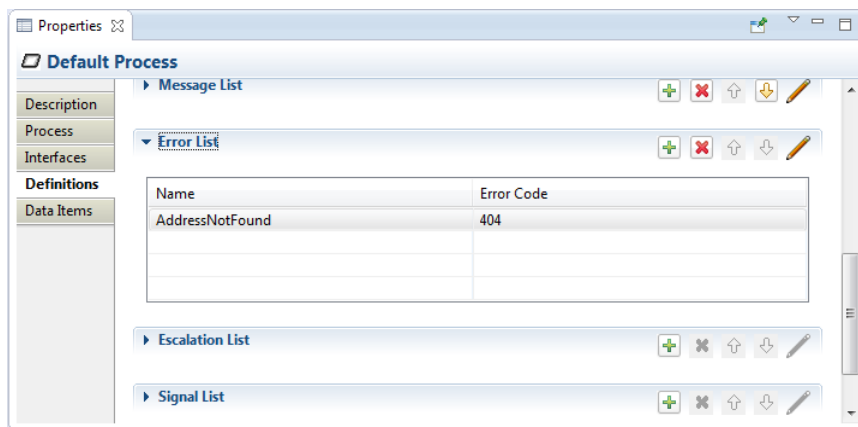 Properties
Default Process
Message List
Description
Process
Error List
Interfaces
Definitions
Name Error Code
Data Items
AddressNotFound 404
Escalation List
Signal List